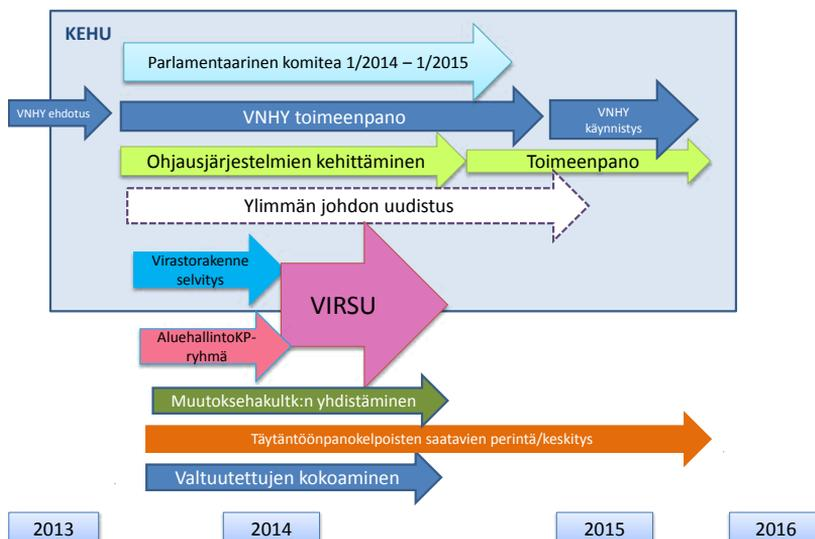 KEHU
Parlamentaarinen komitea 1/2014 – 1/2015
VNHY ehdotus
VNHY toimeenpano
VNHY
käynnistys
Ohjausjärjestelmien kehittäminen
Toimeenpano
Ylimmän johdon uudistus
Virastorakenne
selvitys
VIRSU
AluehallintoKP-
ryhmä
Muutoksehakultk:n yhdistäminen
Täytäntöönpanokelpoisten saatavien perintä/keskitys
Valtuutettujen kokoaminen
2013
2014
2015
2016